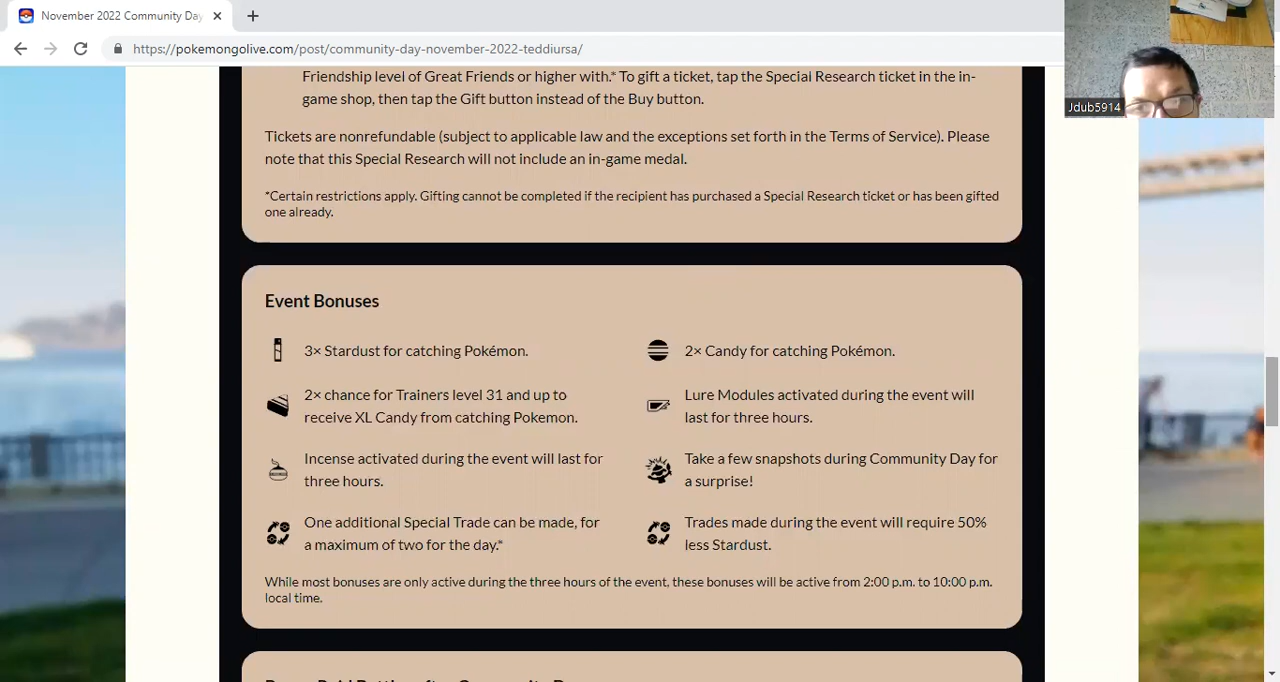 November 2022 Community Day
https://pokemongolive.com/post/community-day-november-2022-teddiursa/
Jdub5914
Friendship level of Great Friends or higher with.* To gift a ticket, tap the Special Research ticket in the in-
game shop, then tap the Gift button instead of the Buy button.
Tickets are nonrefundable (subject to applicable law and the exceptions set forth in the Terms of Service). Please
note that this Special Research will not include an in-game medal.
*Certain restrictions apply. Gifting cannot be completed if the recipient has purchased a Special Research ticket or has been gifted
one already.
Event Bonuses
3× Stardust for catching Pokémon.
2× Candy for catching Pokémon.
2× chance for Trainers level 31 and up to
receive XL Candy from catching Pokemon.
Lure Modules activated during the event will
last for three hours.
Incense activated during the event will last for
three hours.
Take a few snapshots during Community Day for
a surprise!
One additional Special Trade can be made, for
a maximum of two for the day.*
Trades made during the event will require 50%
less Stardust.
While most bonuses are only active during the three hours of the event, these bonuses will be active from 2:00 p.m. to 10:00 p.m.
local time.